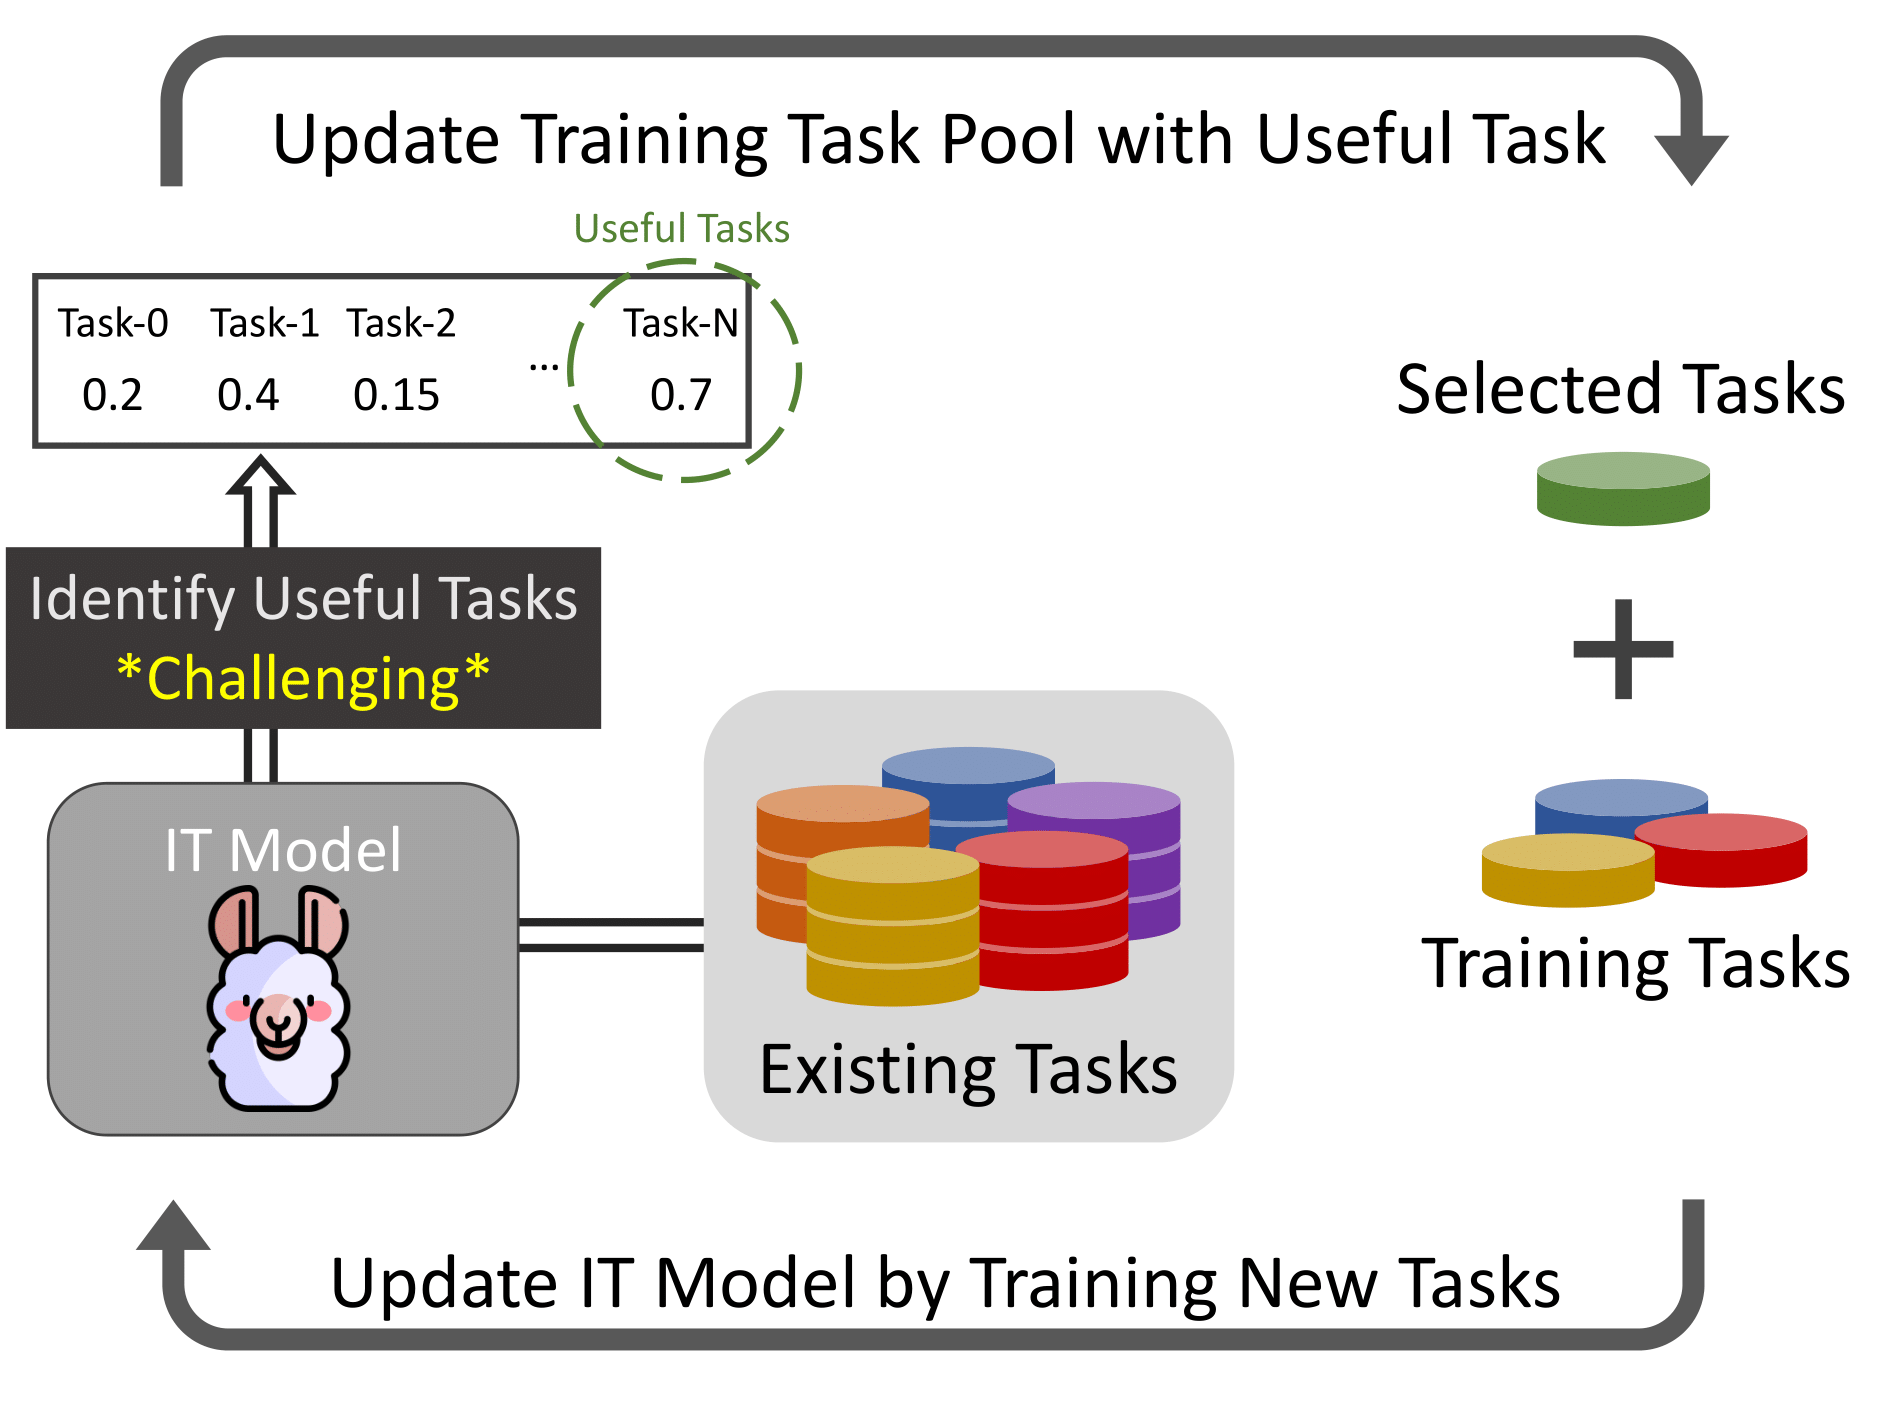 Update Training Task Pool with Useful Task
Useful Tasks
Task-0 Task-1 Task-2 ... Task-N
0.2 0.4 0.15 0.7
Selected Tasks
+
Identify Useful Tasks
*Challenging*
IT Model
Existing Tasks
Training Tasks
Update IT Model by Training New Tasks